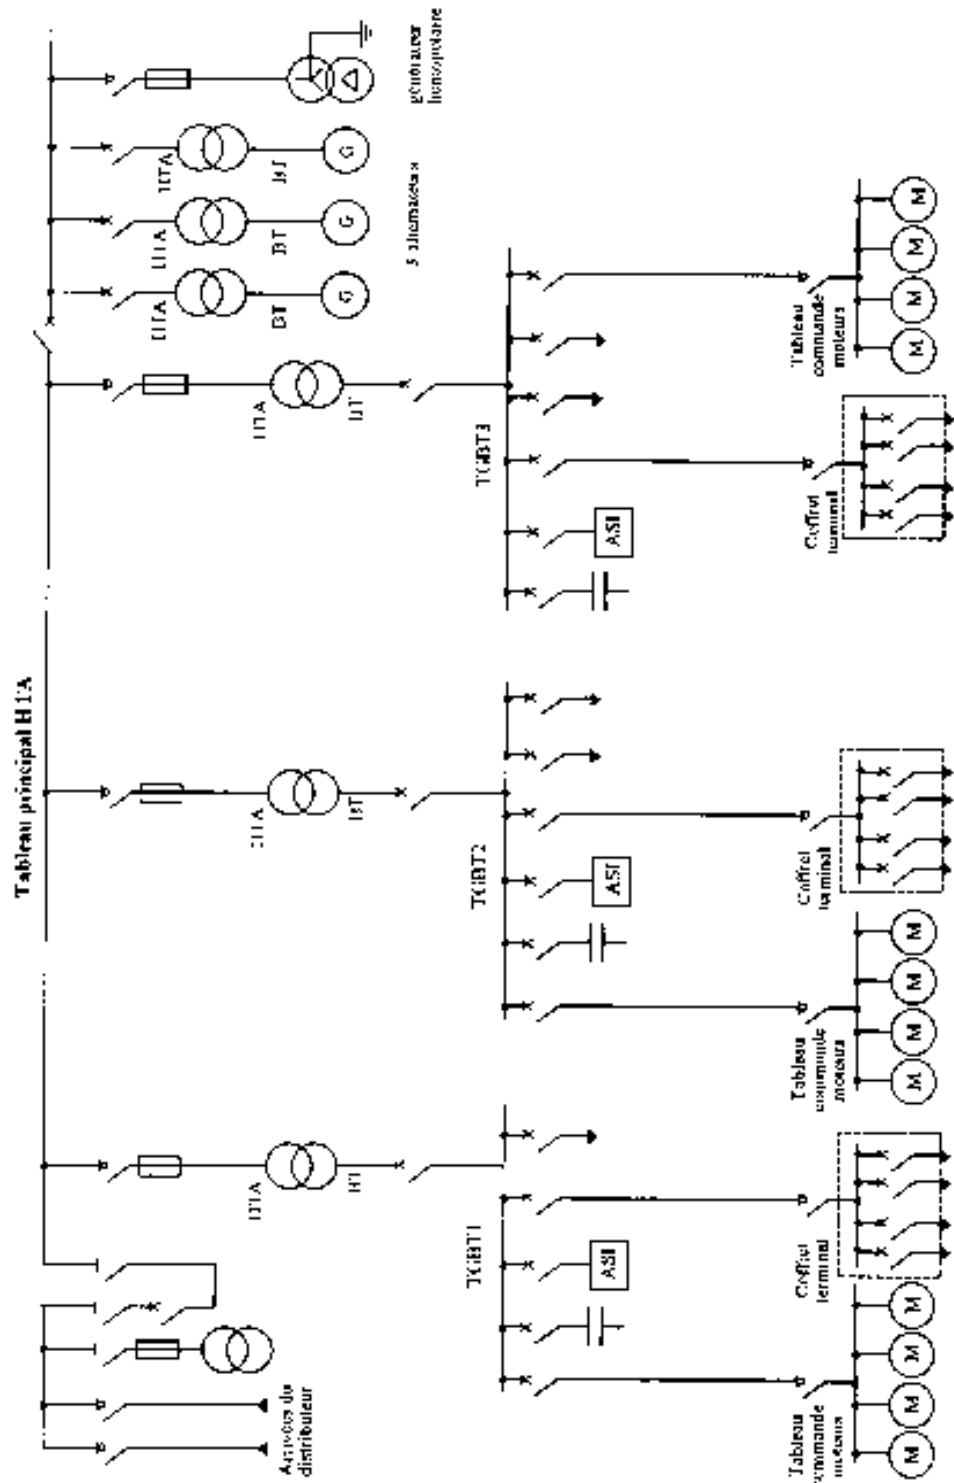 Tableau principal HTA
Arrivées du
distributeur
HTA
BT
HTA
BT
HTA
BT
HTA
BT
HTA
BT
HTA
BT
3 alternateurs
G
G
G
générateur
homopolaire
TGBT1
TGBT2
TGBT3
ASI
ASI
ASI
Tableau
commande
moteurs
Coffret
terminal
Tableau
commande
moteurs
Coffret
terminal
Coffret
terminal
Tableau
commande
moteurs
M
M
M
M
M
M
M
M
M
M
M
M